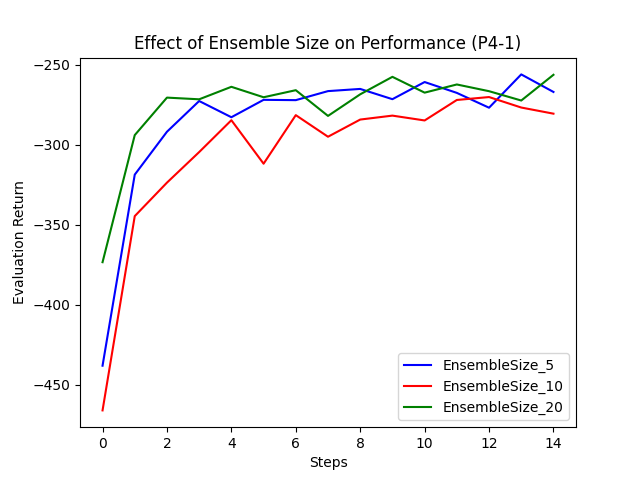 Effect of Ensemble Size on Performance (P4-1)
Evaluation Return
−250
−300
−350
−400
−450
EnsembleSize_5
EnsembleSize_10
EnsembleSize_20
0 2 4 6 8 10 12 14
Steps